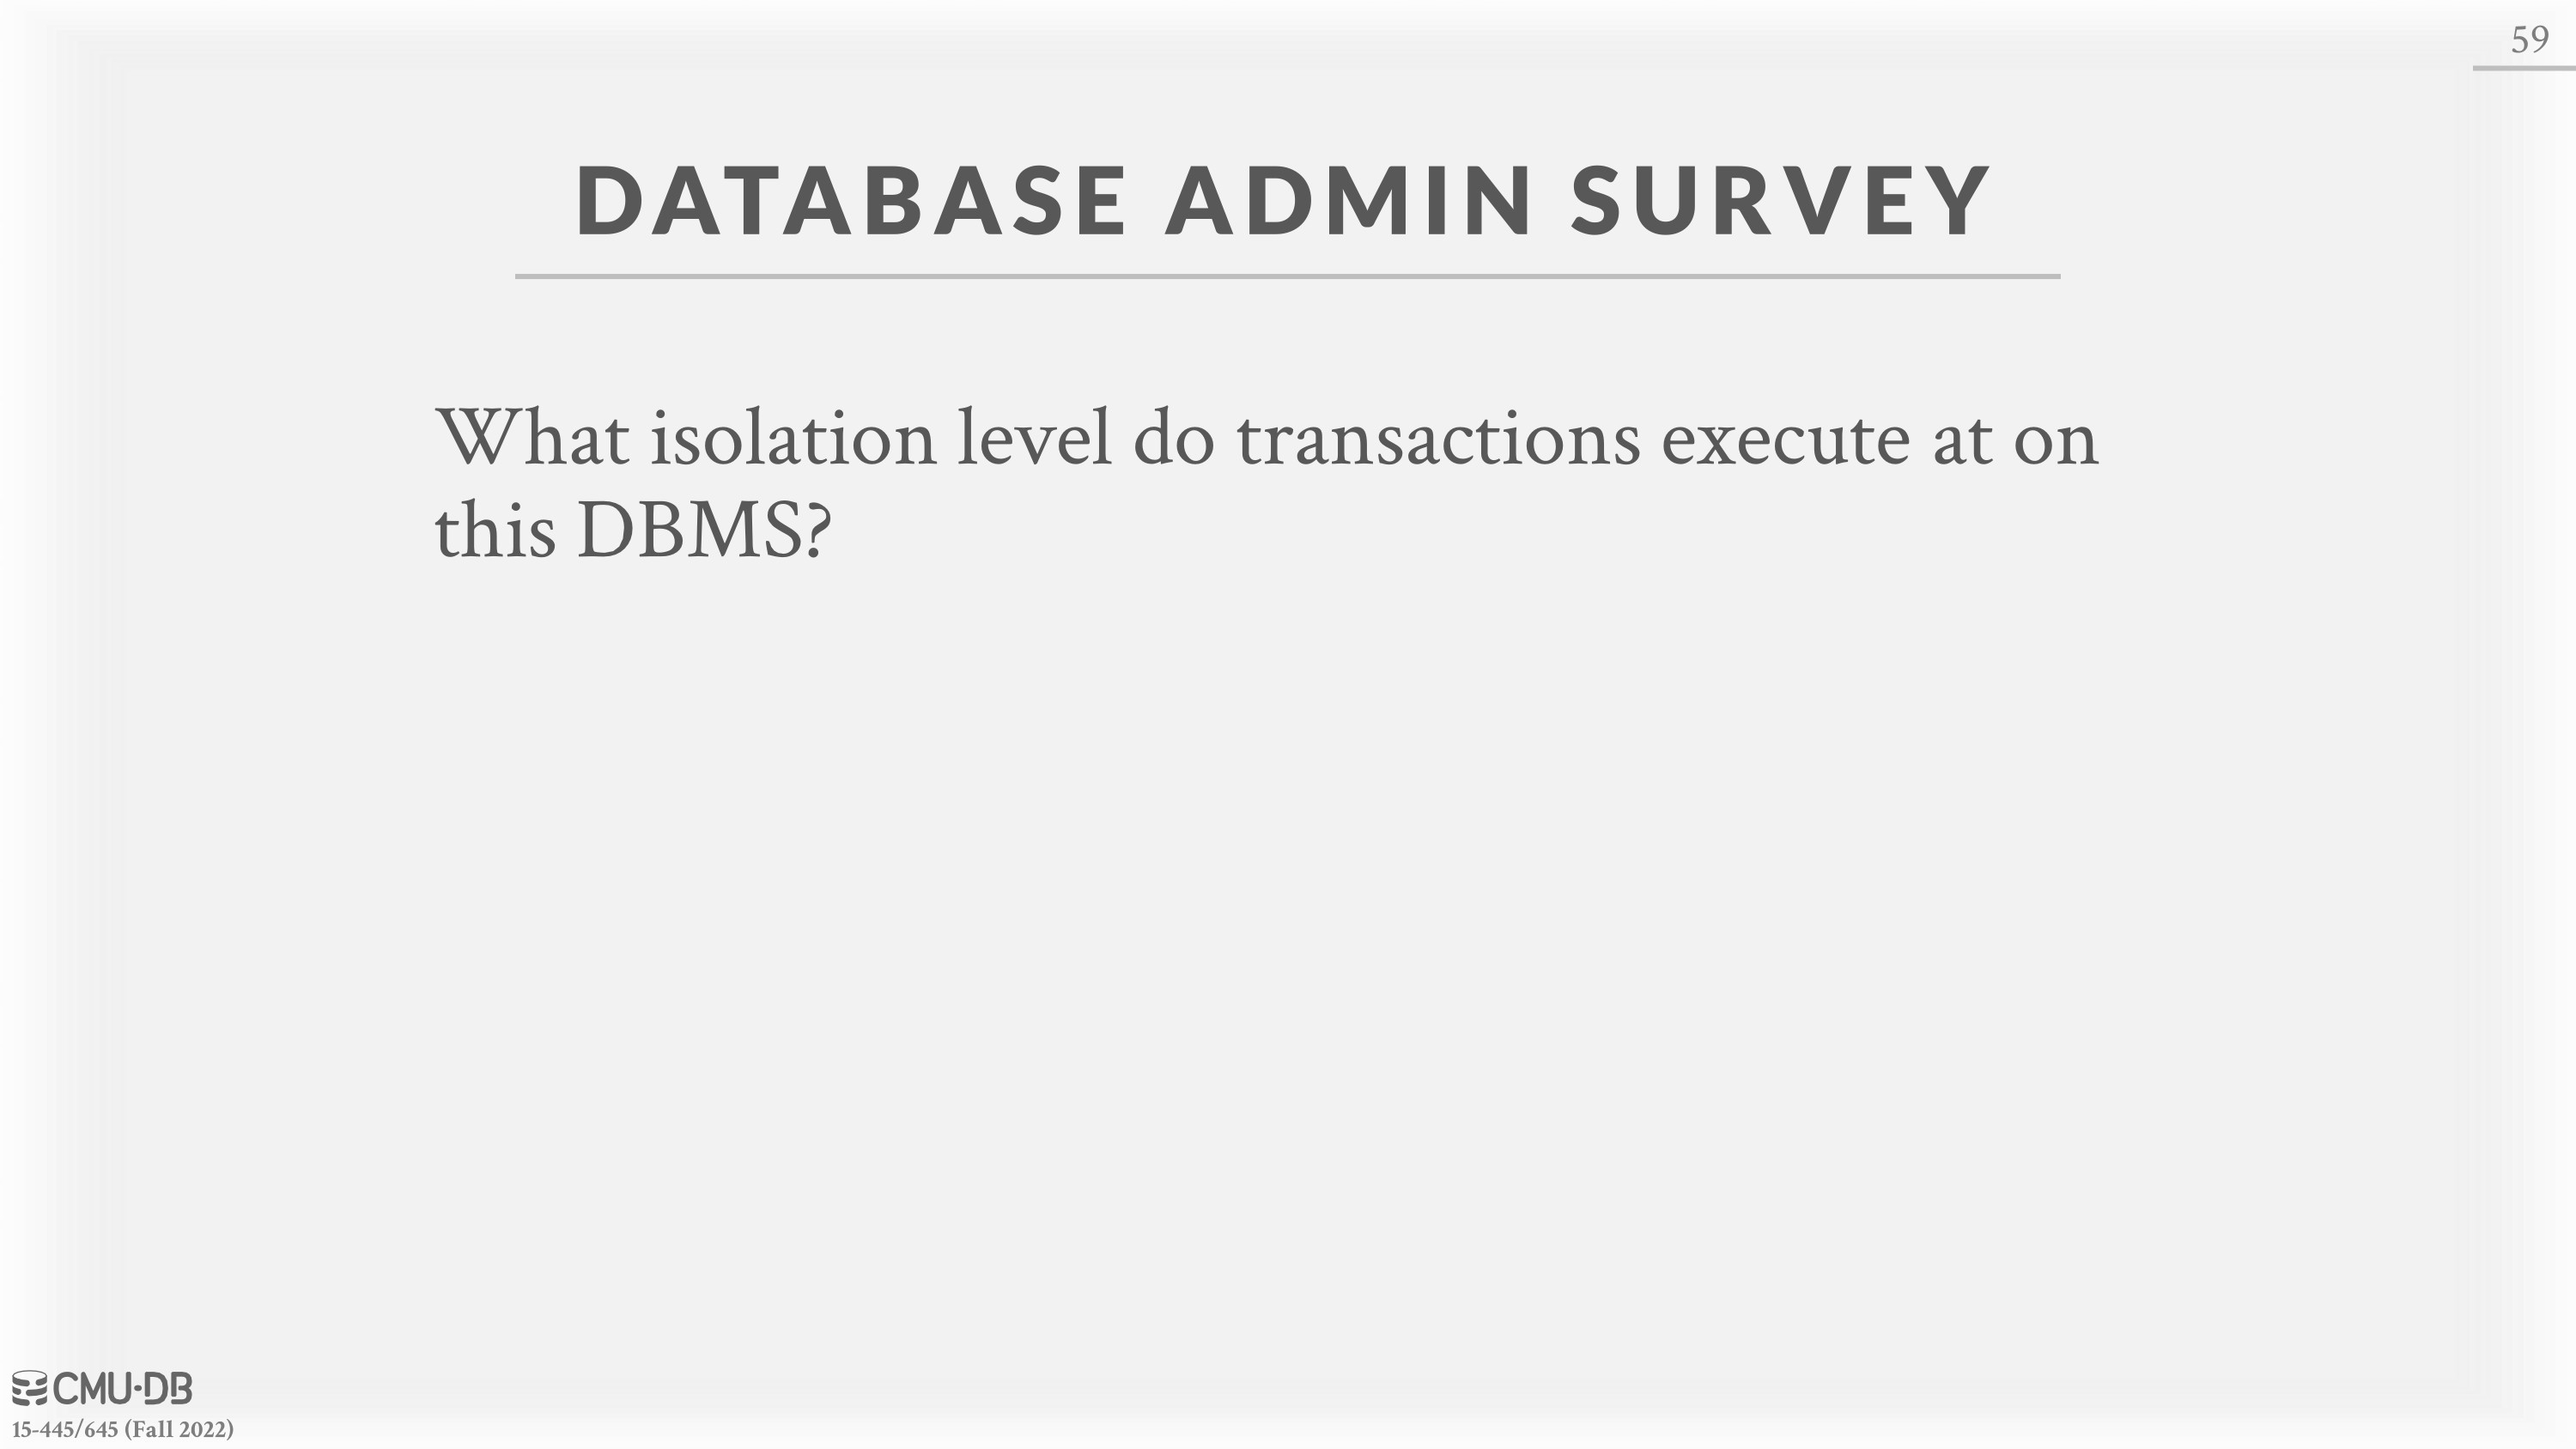 59
DATABASE ADMIN SURVEY
What isolation level do transactions execute at on
this DBMS?
CMU·DB
15-445/645 (Fall 2022)